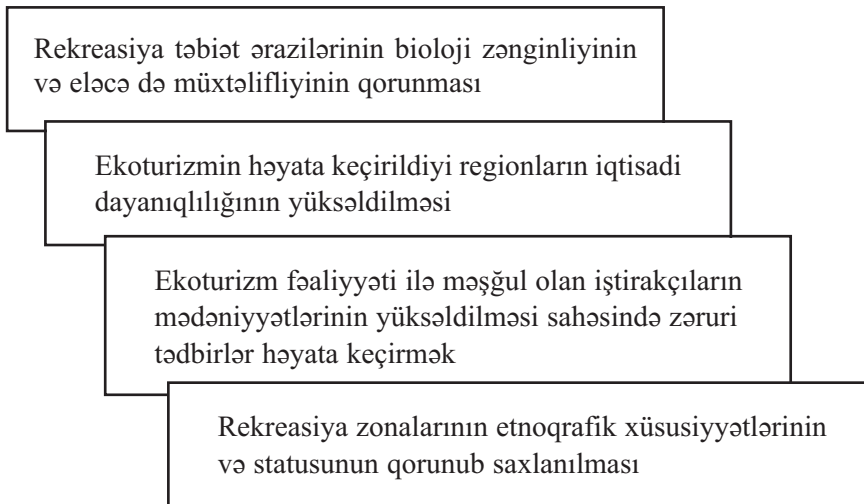 Rekreasiya təbiət ərazilərinin bioloji zənginliyinin
və eləcə də müxtəlifliyinin qorunması
Ekoturizmin həyata keçirildiyi regionların iqtisadi
dayanıqlılığının yüksəldilməsi
Ekoturizm fəaliyyəti ilə məşğul olan iştirakçıların
mədəniyyətlərinin yüksəldilməsi sahəsində zəruri
tədbirlər həyata keçirmək
Rekreasiya zonalarının etnoqrafik xüsusiyyətlərinin
və statusunun qorunub saxlanılması